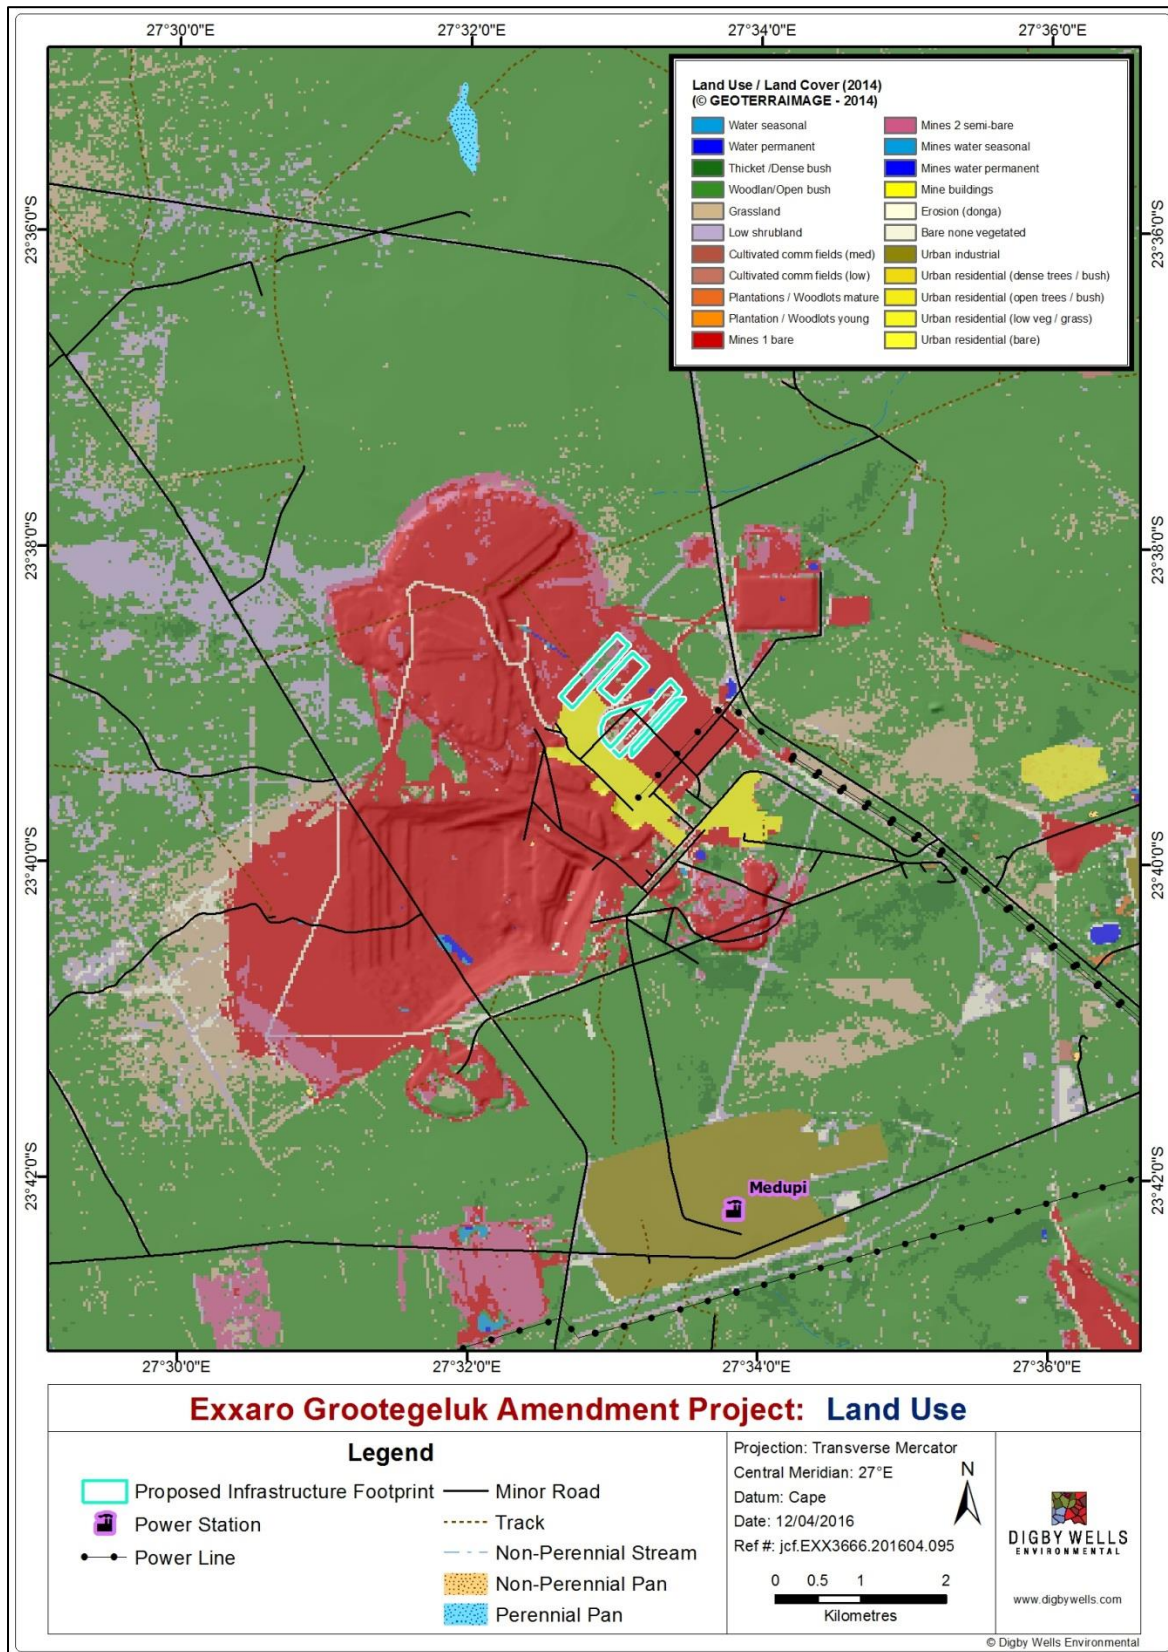 27°30'0"E 27°32'0"E 27°34'0"E 27°36'0"E
Land Use / Land Cover (2014)
(© GEOTERRAIMAGE - 2014)
Water seasonal
Water permanent
Thicket /Dense bush
Woodlan/Open bush
Grassland
Low shrubland
Cultivated comm fields (med)
Cultivated comm fields (low)
Plantations / Woodlots mature
Plantation / Woodlots young
Mines 1 bare
Mines 2 semi-bare
Mines water seasonal
Mines water permanent
Mine buildings
Erosion (donga)
Bare none vegetated
Urban industrial
Urban residential (dense trees / bush)
Urban residential (open trees / bush)
Urban residential (low veg / grass)
Urban residential (bare)
23°36'0"S
23°38'0"S
23°40'0"S
23°42'0"S
23°36'0"S
23°38'0"S
23°40'0"S
23°42'0"S
Medupi
27°30'0"E 27°32'0"E 27°34'0"E 27°36'0"E
Exxaro Grootegeluk Amendment Project: Land Use
Legend
Proposed Infrastructure Footprint
Power Station
Power Line
Minor Road
Track
Non-Perennial Stream
Non-Perennial Pan
Perennial Pan
Projection: Transverse Mercator
Central Meridian: 27°E
Datum: Cape
Date: 12/04/2016
Ref #: jcf.EXX3666.201604.095
N
0 0.5 1 2
Kilometres
DIGBY WELLS
ENVIRONMENTAL
www.digbywells.com
© Digby Wells Environmental